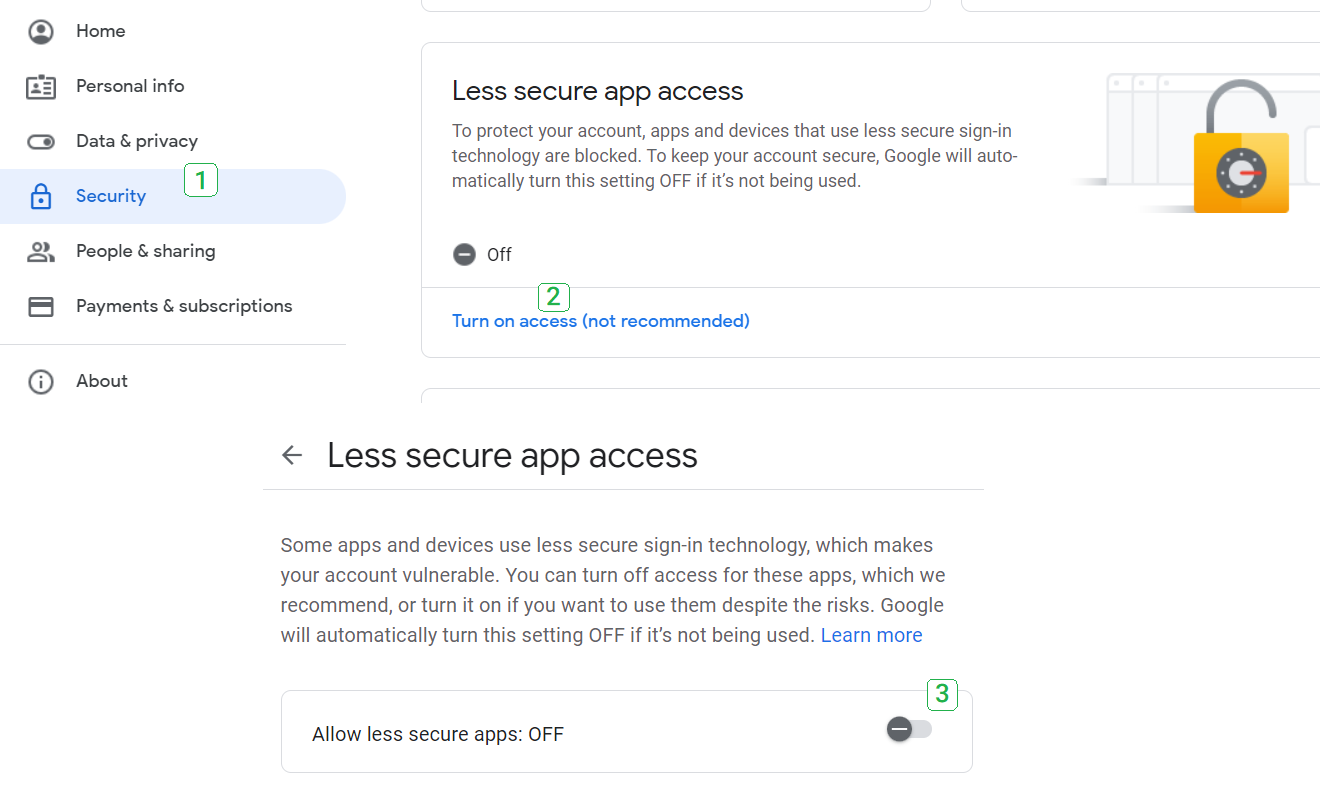 Home
Personal info
Data & privacy
1
Security
People & sharing
Payments & subscriptions
About
Less secure app access
To protect your account, apps and devices that use less secure sign-in
technology are blocked. To keep your account secure, Google will auto-
matically turn this setting OFF if it’s not being used.
Off
2
Turn on access (not recommended)
Less secure app access
Some apps and devices use less secure sign-in technology, which makes
your account vulnerable. You can turn off access for these apps, which we
recommend, or turn it on if you want to use them despite the risks. Google
will automatically turn this setting OFF if it’s not being used. Learn more
3
Allow less secure apps: OFF